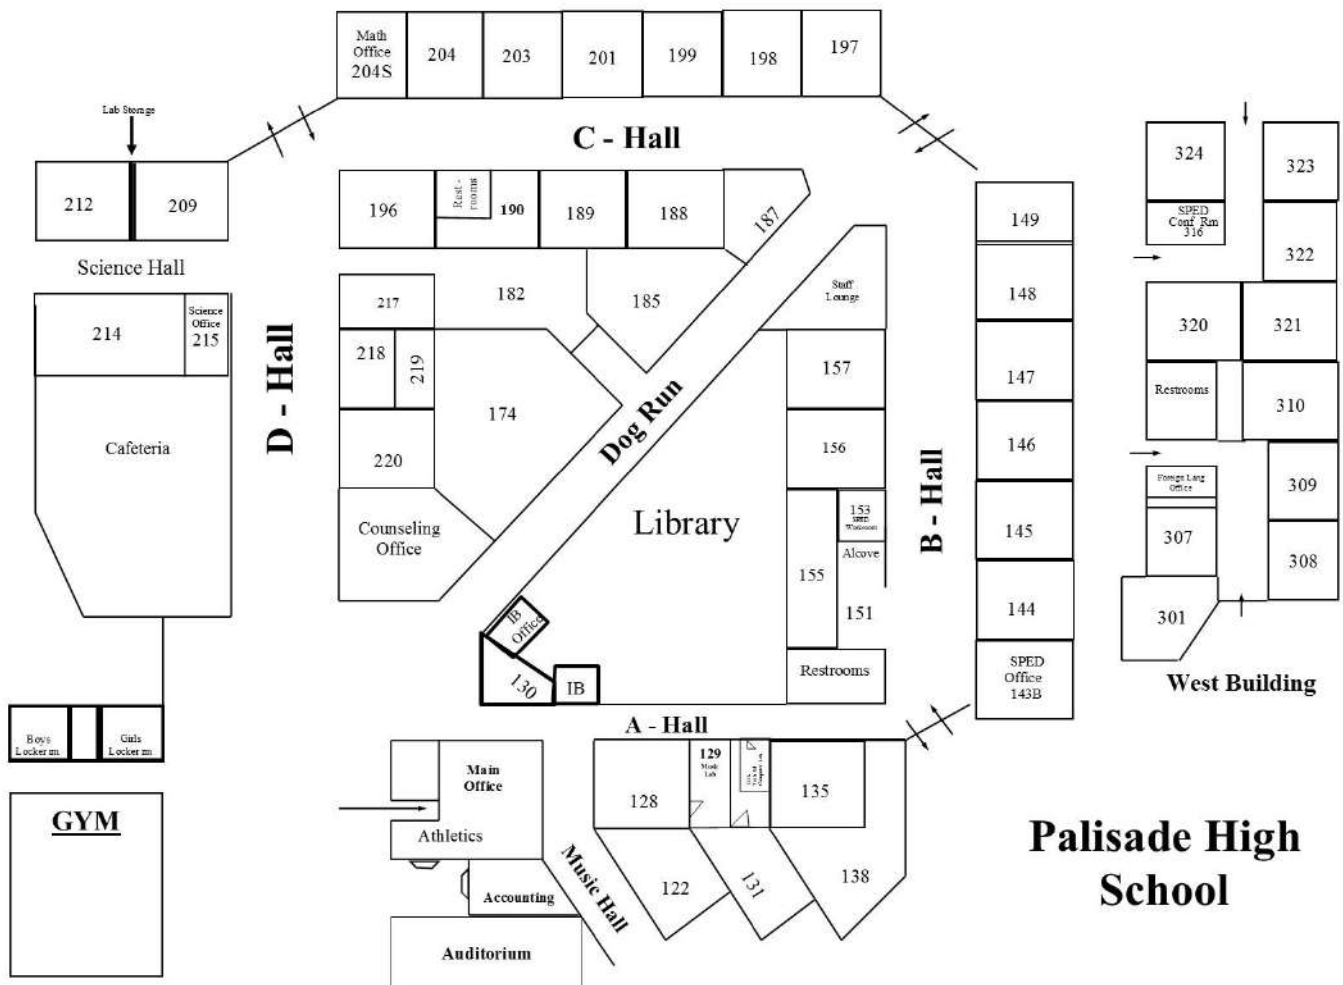 Math
Office
204S
204
203
201
199
198
197
Lab Storage
C - Hall
212
209
Science Hall
196
Rest -
rooms
190
189
188
187
149
324
323
SPED
Conf Rm
316
322
217
182
185
Staff
Lounge
148
320
321
214
Science
Office
215
D - Hall
218
219
174
Dog Run
157
147
Restrooms
310
Cafeteria
220
156
B - Hall
146
Foreign Lang
Office
309
Counseling
Office
Library
153
SPED
Workroom
Alcove
155
151
145
307
308
IB
Office
130
IB
Restrooms
144
301
SPED
Office
143B
West Building
A - Hall
Boys
Locker rm
Girls
Locker rm
GYM
Main
Office
Athletics
Accounting
Auditorium
Music Hall
128
129
Music
Lab
135
122
131
138
Palisade High
School